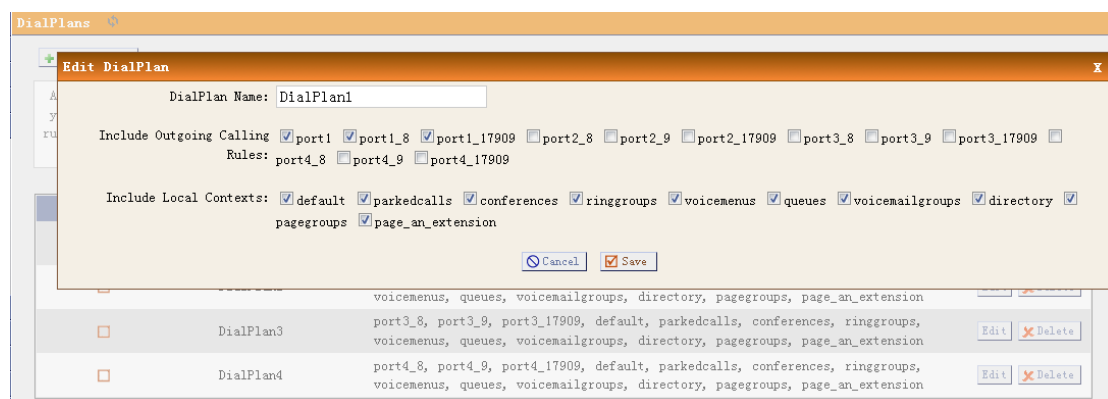 DialPlans
Edit DialPlan X
A
y
ru
DialPlan Name: DialPlan1
Include Outgoing Calling Rules: port1 port1_8 port1_17909 port2_8 port2_9 port2_17909 port3_8 port3_9 port3_17909
port4_8 port4_9 port4_17909
Include Local Contexts: default parkedcalls conferences ringgroups voicemenus queues voicemailgroups directory
pagegroups page_an_extension
Cancel Save
voicemenus, queues, voicemailgroups, directory, pagegroups, page_an_extension
port3_8, port3_9, port3_17909, default, parkedcalls, conferences, ringgroups,
DialPlan3 voicemenus, queues, voicemailgroups, directory, pagegroups, page_an_extension Edit Delete
port4_8, port4_9, port4_17909, default, parkedcalls, conferences, ringgroups,
DialPlan4 voicemenus, queues, voicemailgroups, directory, pagegroups, page_an_extension Edit Delete